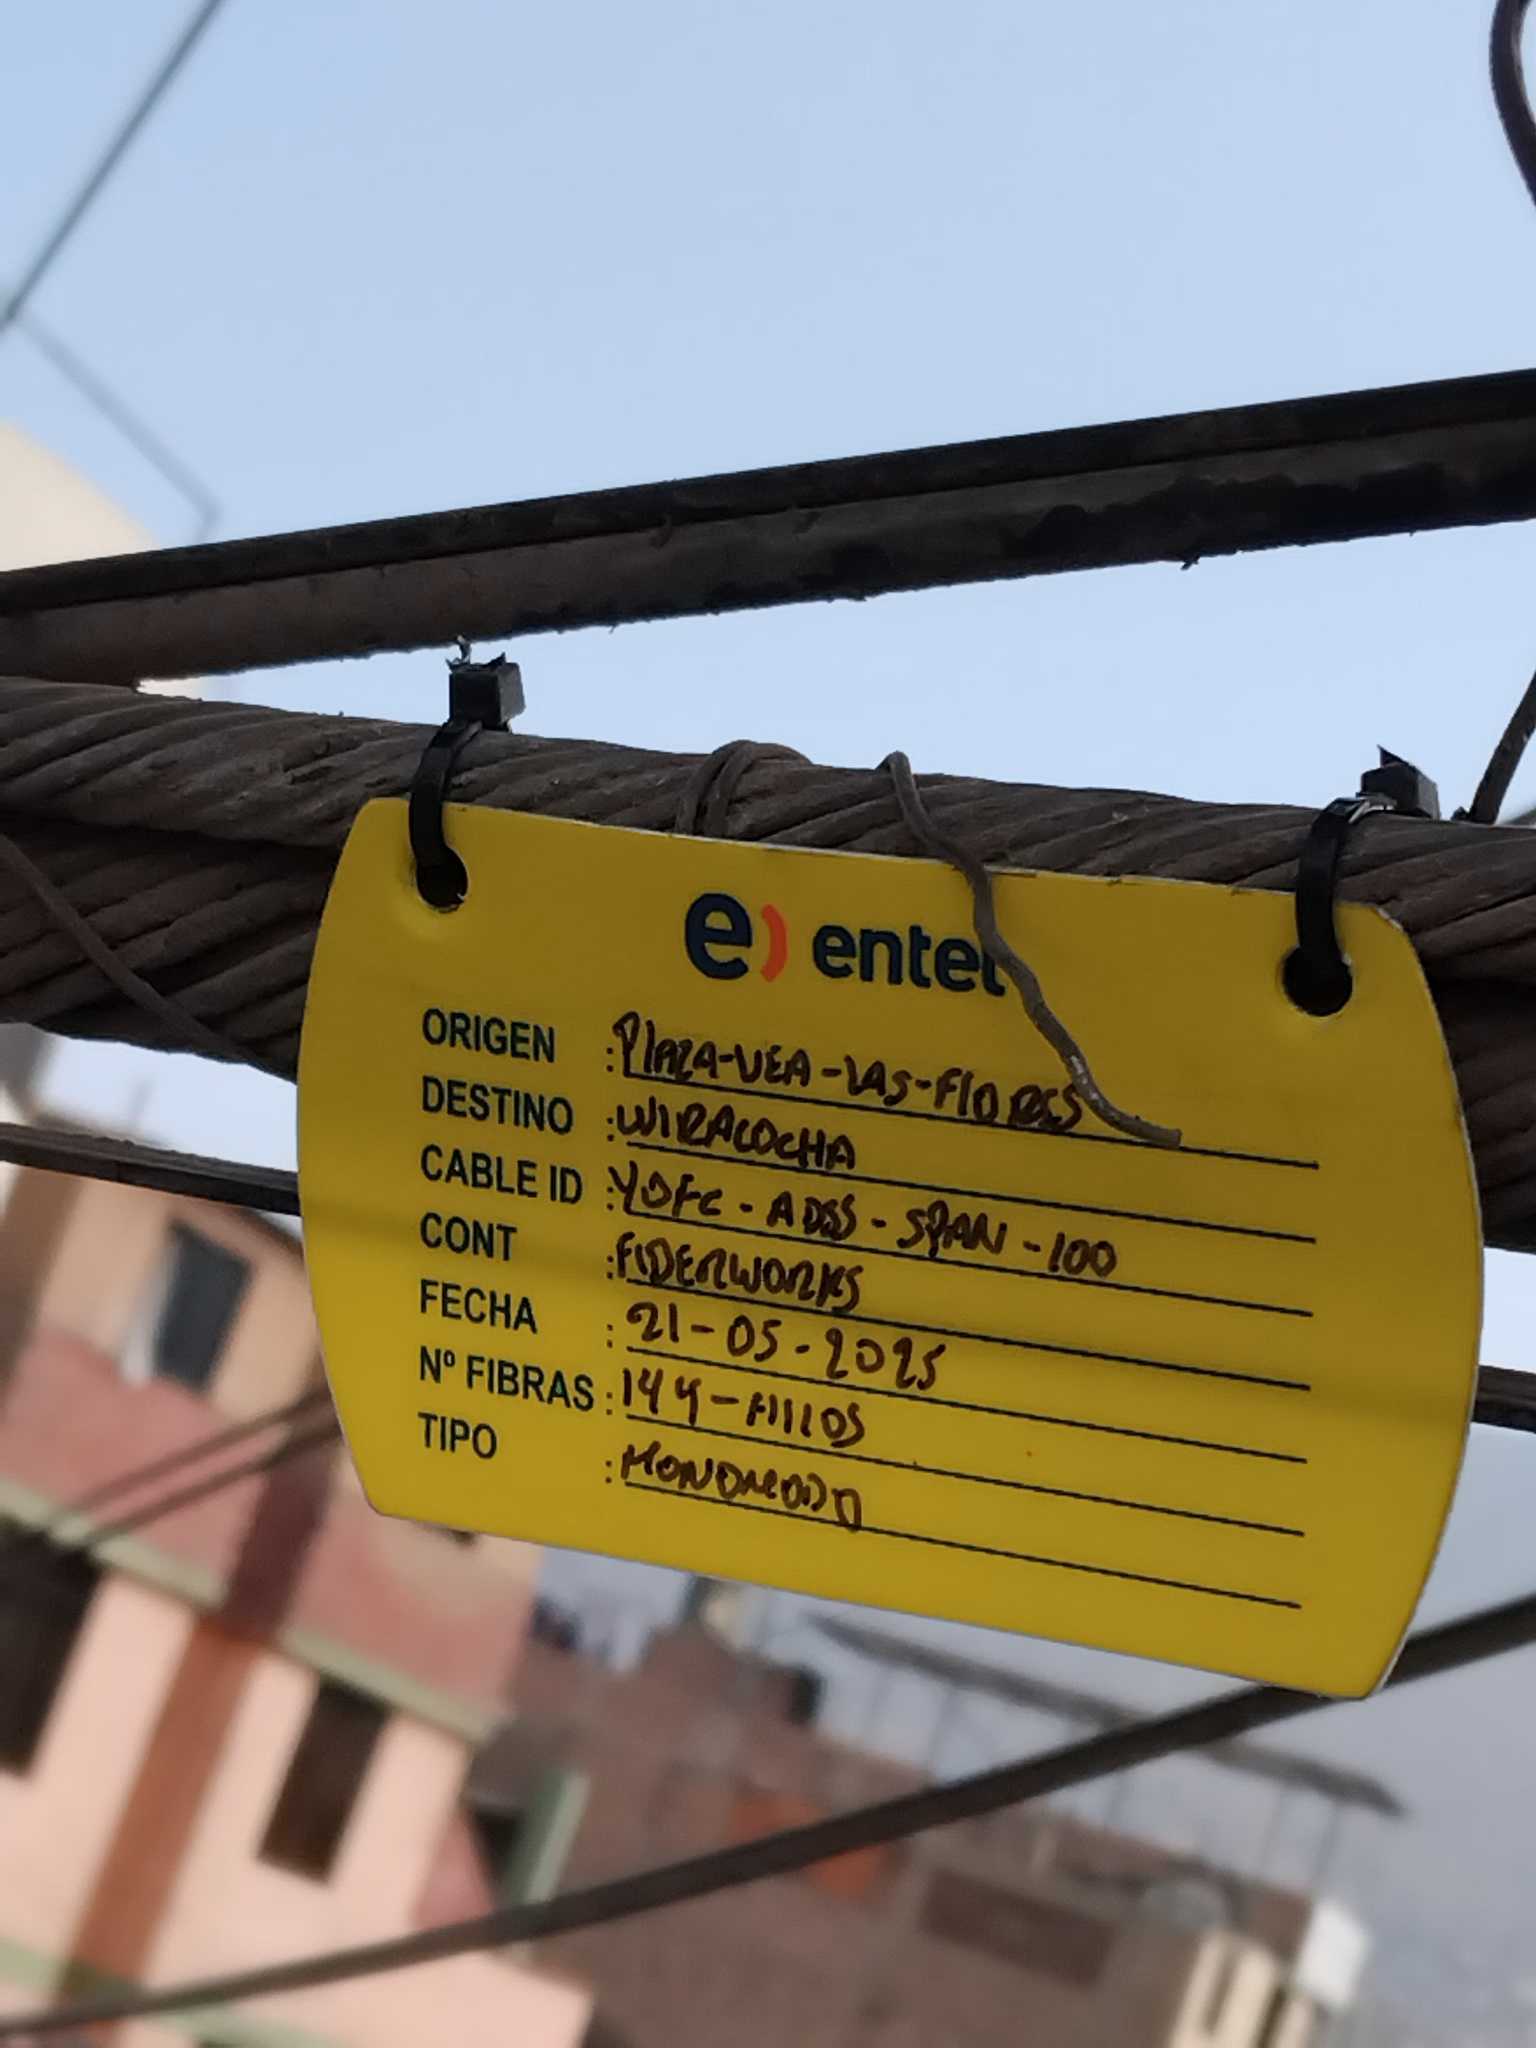 e) entel
ORIGEN : Plaza-VEA-LAS-FlOReS
DESTINO : WIRACOCHA
CABLE ID : YOFC - ADSS - SPAN - 100
CONT : FIDERWORKS
FECHA : 21-05-2025
Nº FIBRAS : 144-HIlOS
TIPO : MONOMODO